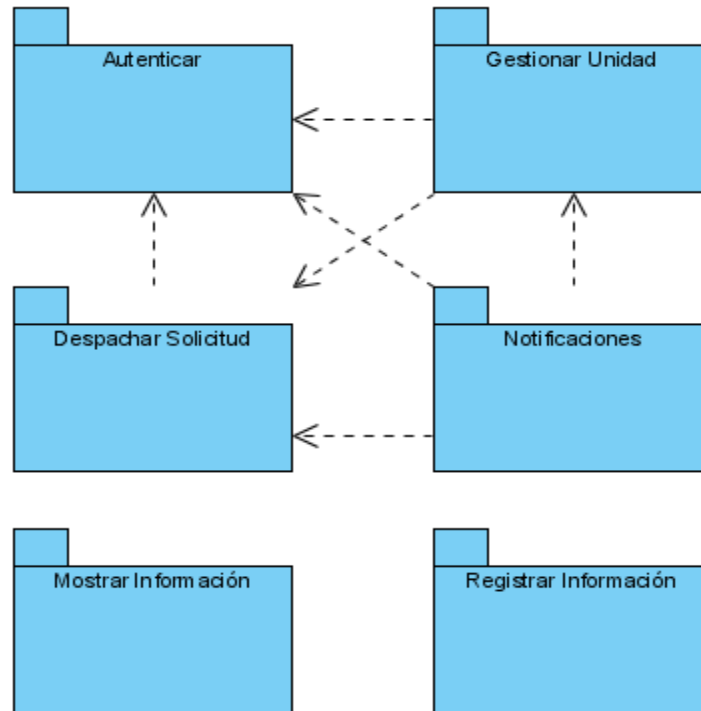 Autenticar
Gestionar Unidad
Despachar Solicitud
Notificaciones
Mostrar Información
Registrar Información